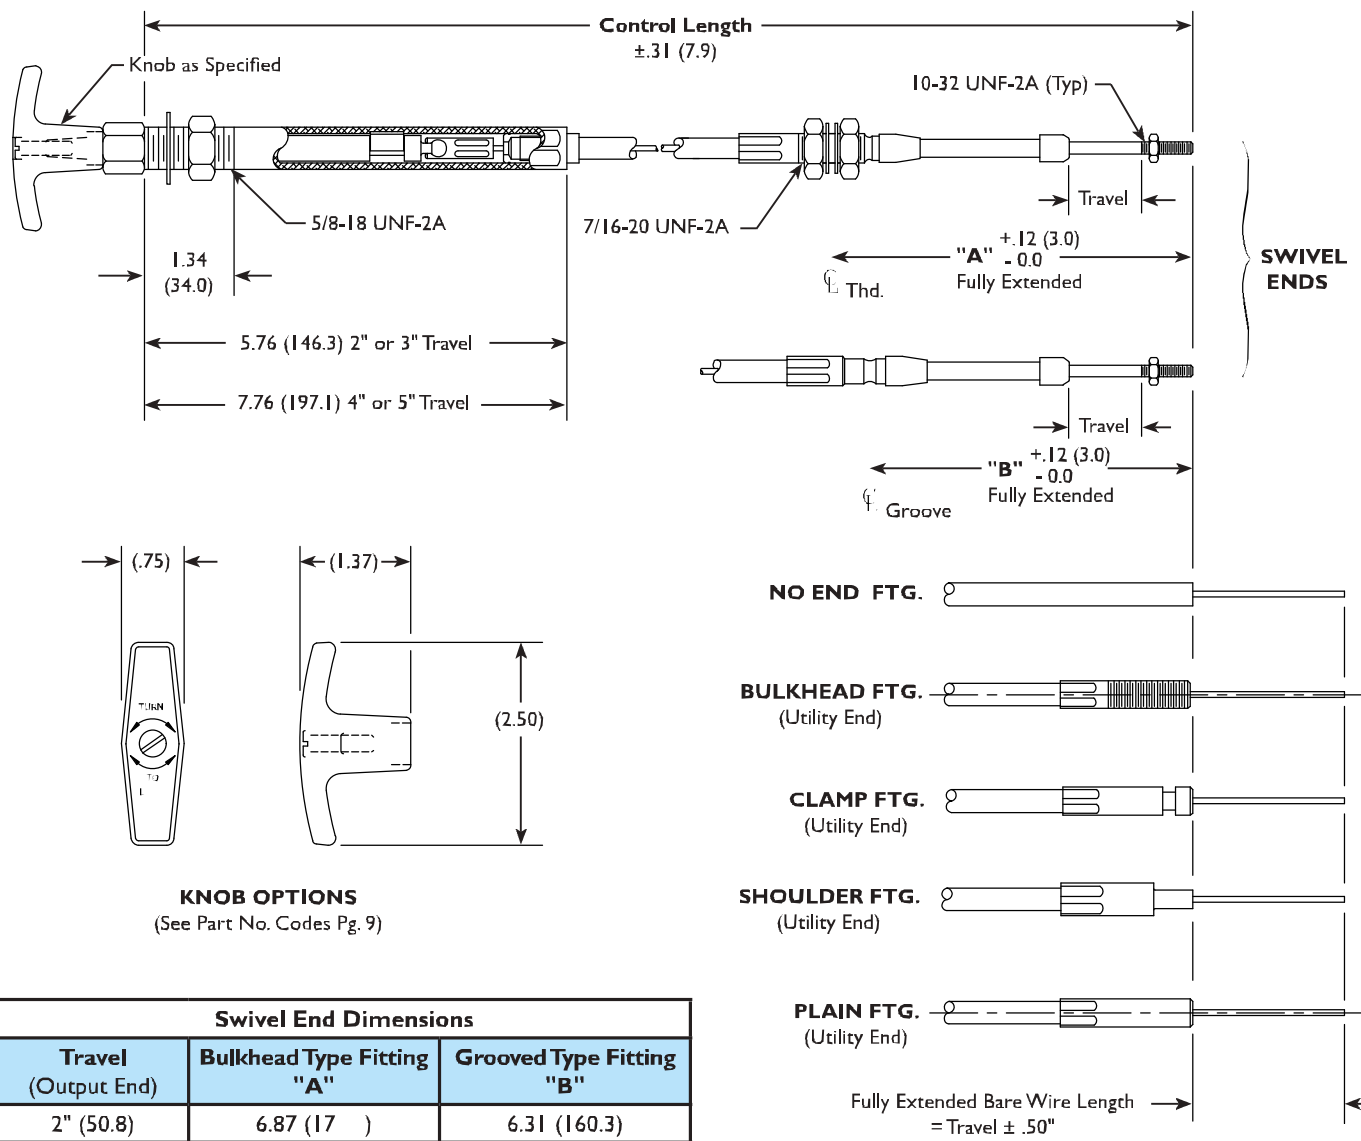 Control Length
±.31 (7.9)
Knob as Specified
10-32 UNF-2A (Typ)
5/8-18 UNF-2A
7/16-20 UNF-2A
Travel
1.34
(34.0)
"A" +.12 (3.0)
- 0.0
Fully Extended
℄ Thd.
SWIVEL
ENDS
5.76 (146.3) 2" or 3" Travel
7.76 (197.1) 4" or 5" Travel
Travel
"B" +.12 (3.0)
- 0.0
Fully Extended
Groove
(.75)
(1.37)
(2.50)
TURN
TO
L
KNOB OPTIONS
(See Part No. Codes Pg. 9)
NO END FTG.
BULKHEAD FTG.
(Utility End)
CLAMP FTG.
(Utility End)
SHOULDER FTG.
(Utility End)
PLAIN FTG.
(Utility End)
Fully Extended Bare Wire Length
= Travel ± .50"
Swivel End Dimensions
Travel
(Output End)
Bulkhead Type Fitting
"A"
Grooved Type Fitting
"B"
2" (50.8)
6.87 (17 )
6.31 (160.3)